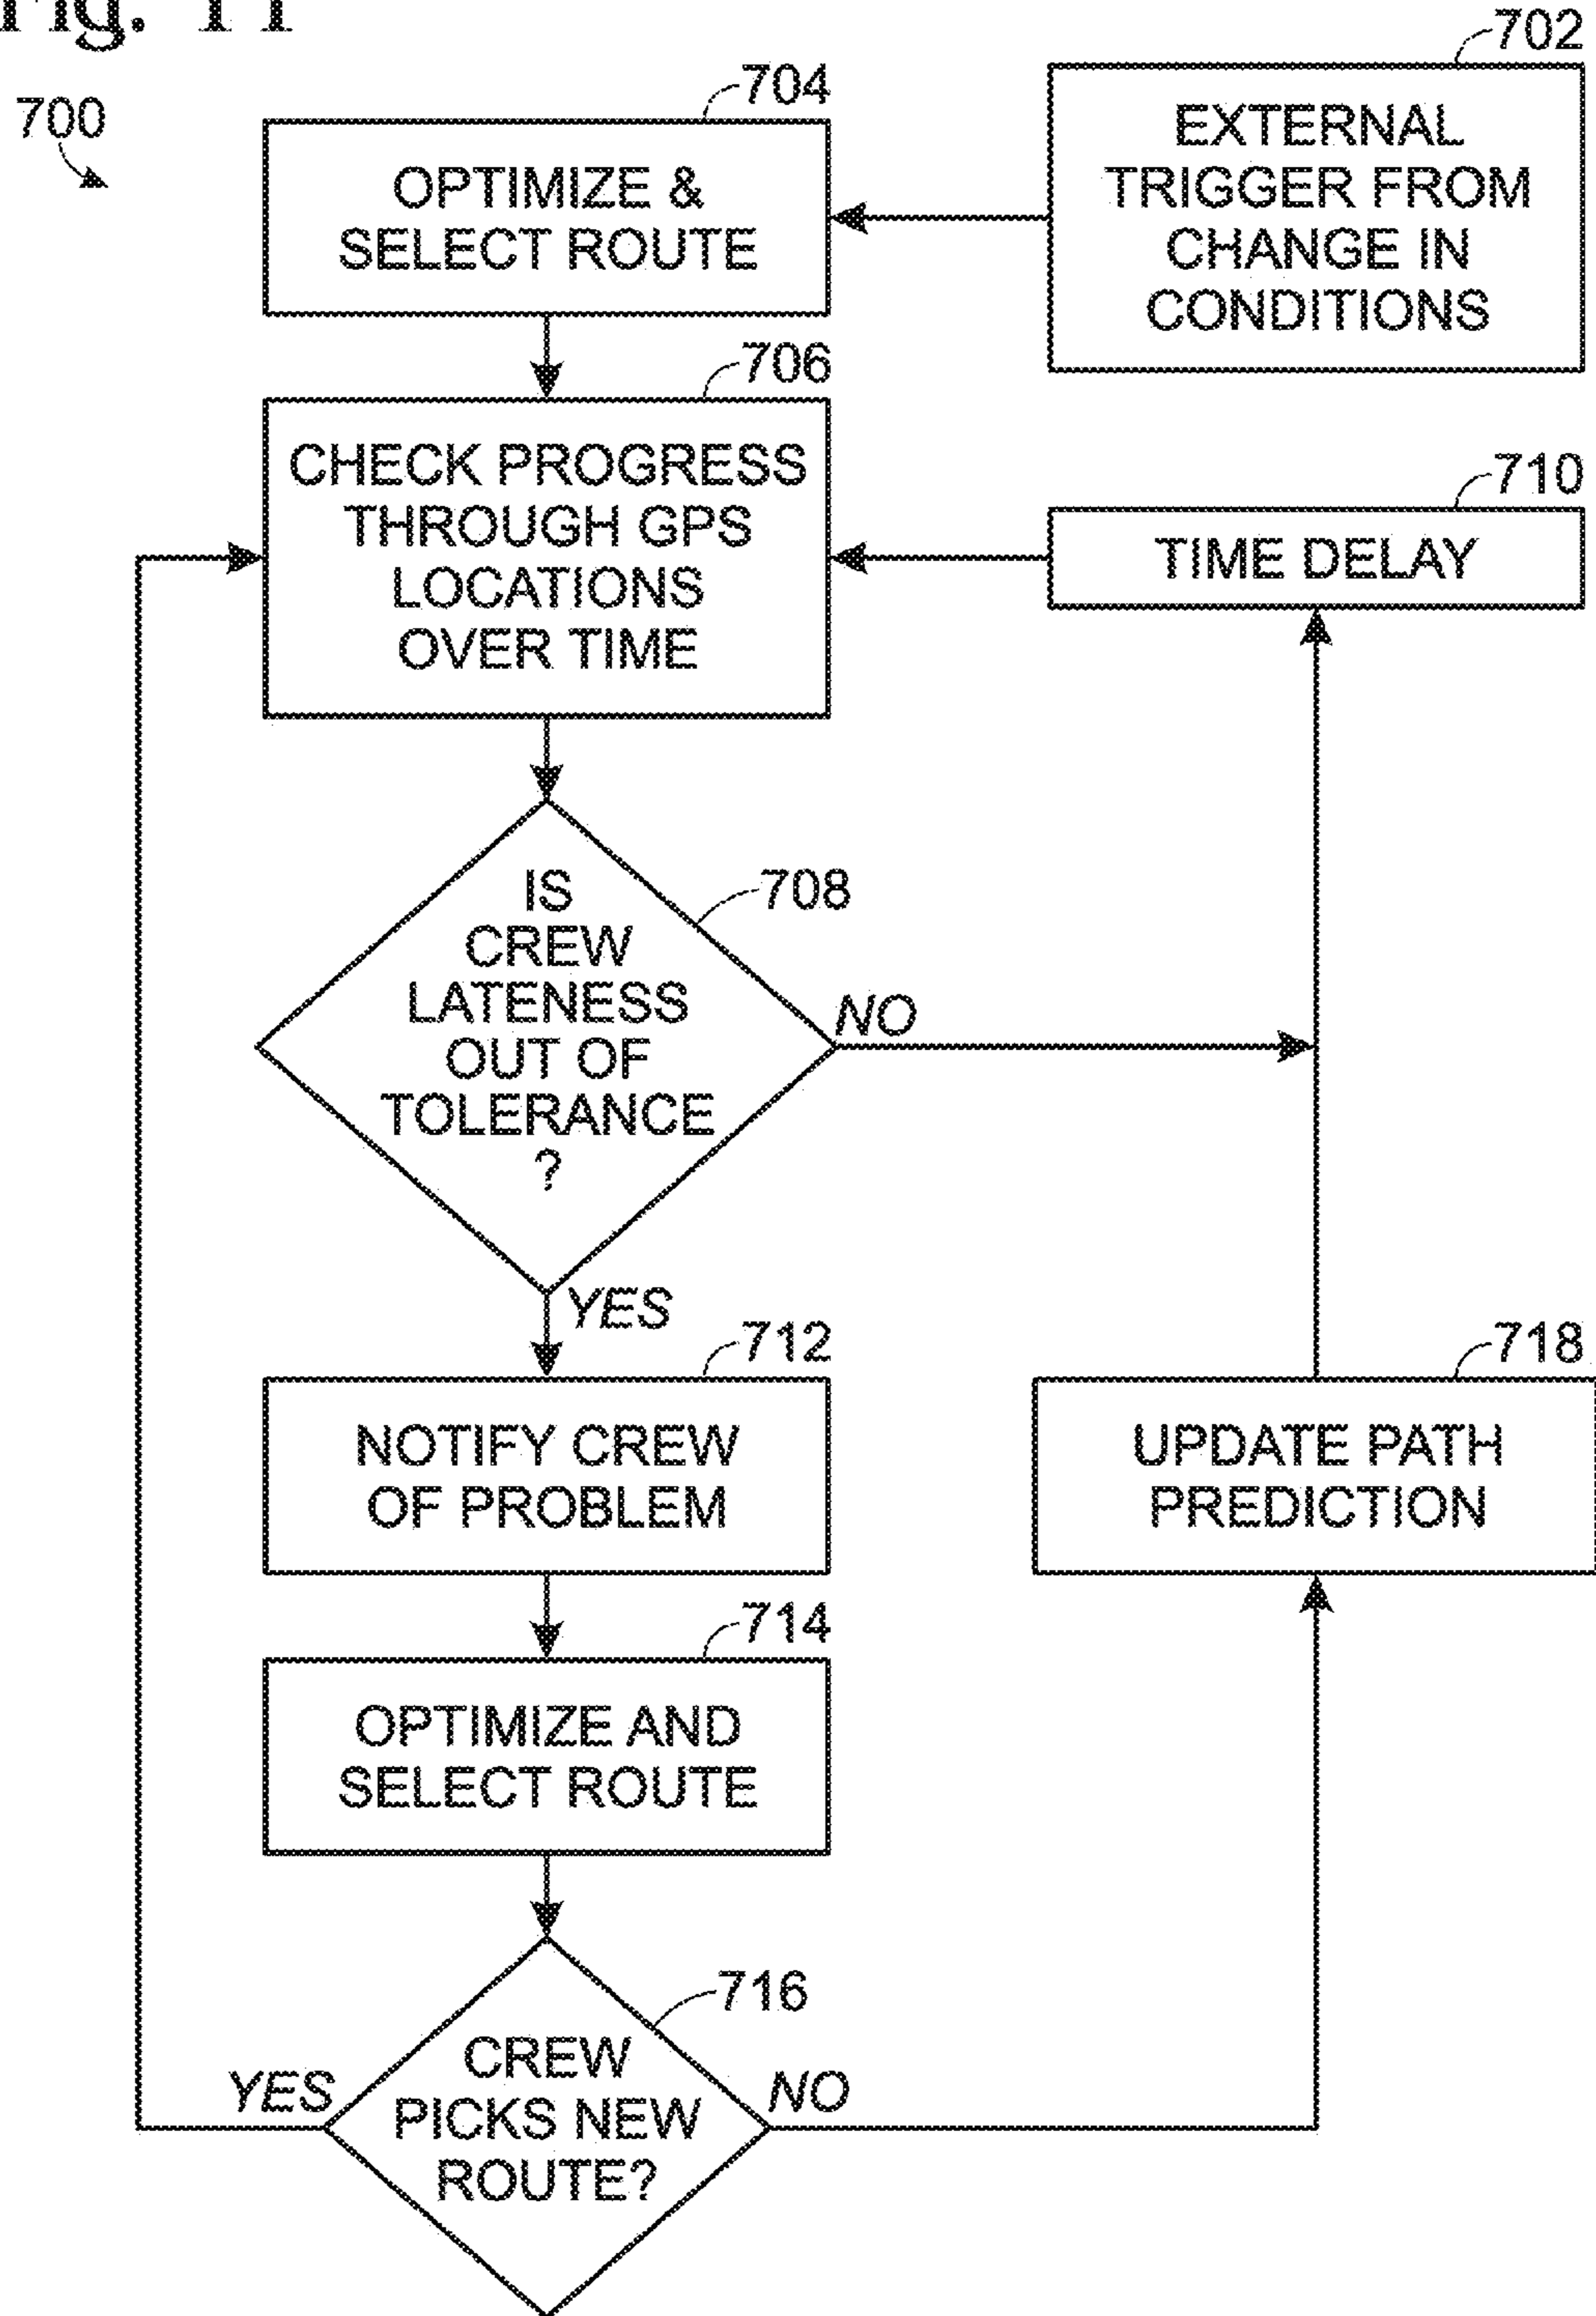 Fig. 11
700
702
EXTERNAL
TRIGGER FROM
CHANGE IN
CONDITIONS
704
OPTIMIZE &
SELECT ROUTE
706
CHECK PROGRESS
THROUGH GPS
LOCATIONS
OVER TIME
710
TIME DELAY
708
IS
CREW
LATENESS
OUT OF
TOLERANCE
?
NO
YES
712
NOTIFY CREW
OF PROBLEM
718
UPDATE PATH
PREDICTION
714
OPTIMIZE AND
SELECT ROUTE
716
CREW
PICKS NEW
ROUTE?
YES
NO